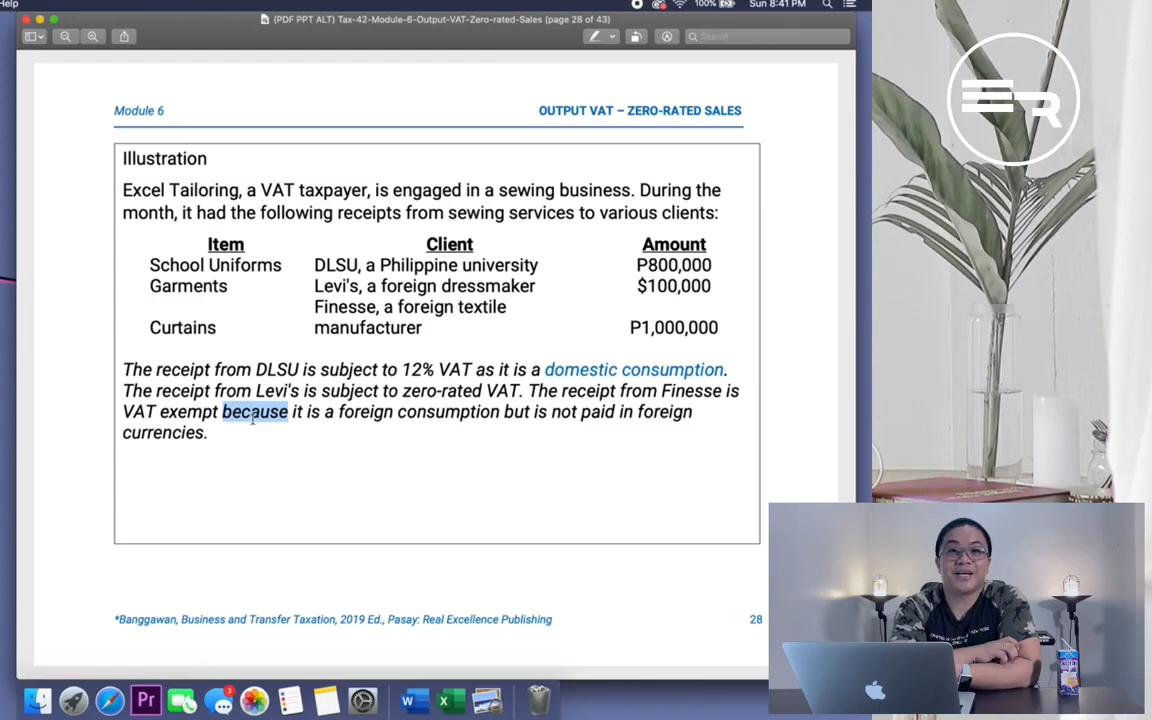 Help
100%
Sun 8:41 PM
(PDF PPT ALT) Tax-42-Module-6-Output-VAT-Zero-rated-Sales (page 28 of 43)
Search
ER
Module 6
OUTPUT VAT – ZERO-RATED SALES
Illustration
Excel Tailoring, a VAT taxpayer, is engaged in a sewing business. During the
month, it had the following receipts from sewing services to various clients:
Item Client Amount
School Uniforms DLSU, a Philippine university P800,000
Garments Levi's, a foreign dressmaker $100,000
Finesse, a foreign textile
Curtains manufacturer P1,000,000
The receipt from DLSU is subject to 12% VAT as it is a domestic consumption.
The receipt from Levi's is subject to zero-rated VAT. The receipt from Finesse is
VAT exempt because it is a foreign consumption but is not paid in foreign
currencies.
*Banggawan, Business and Transfer Taxation, 2019 Ed., Pasay: Real Excellence Publishing
28
Pr
3
W
X